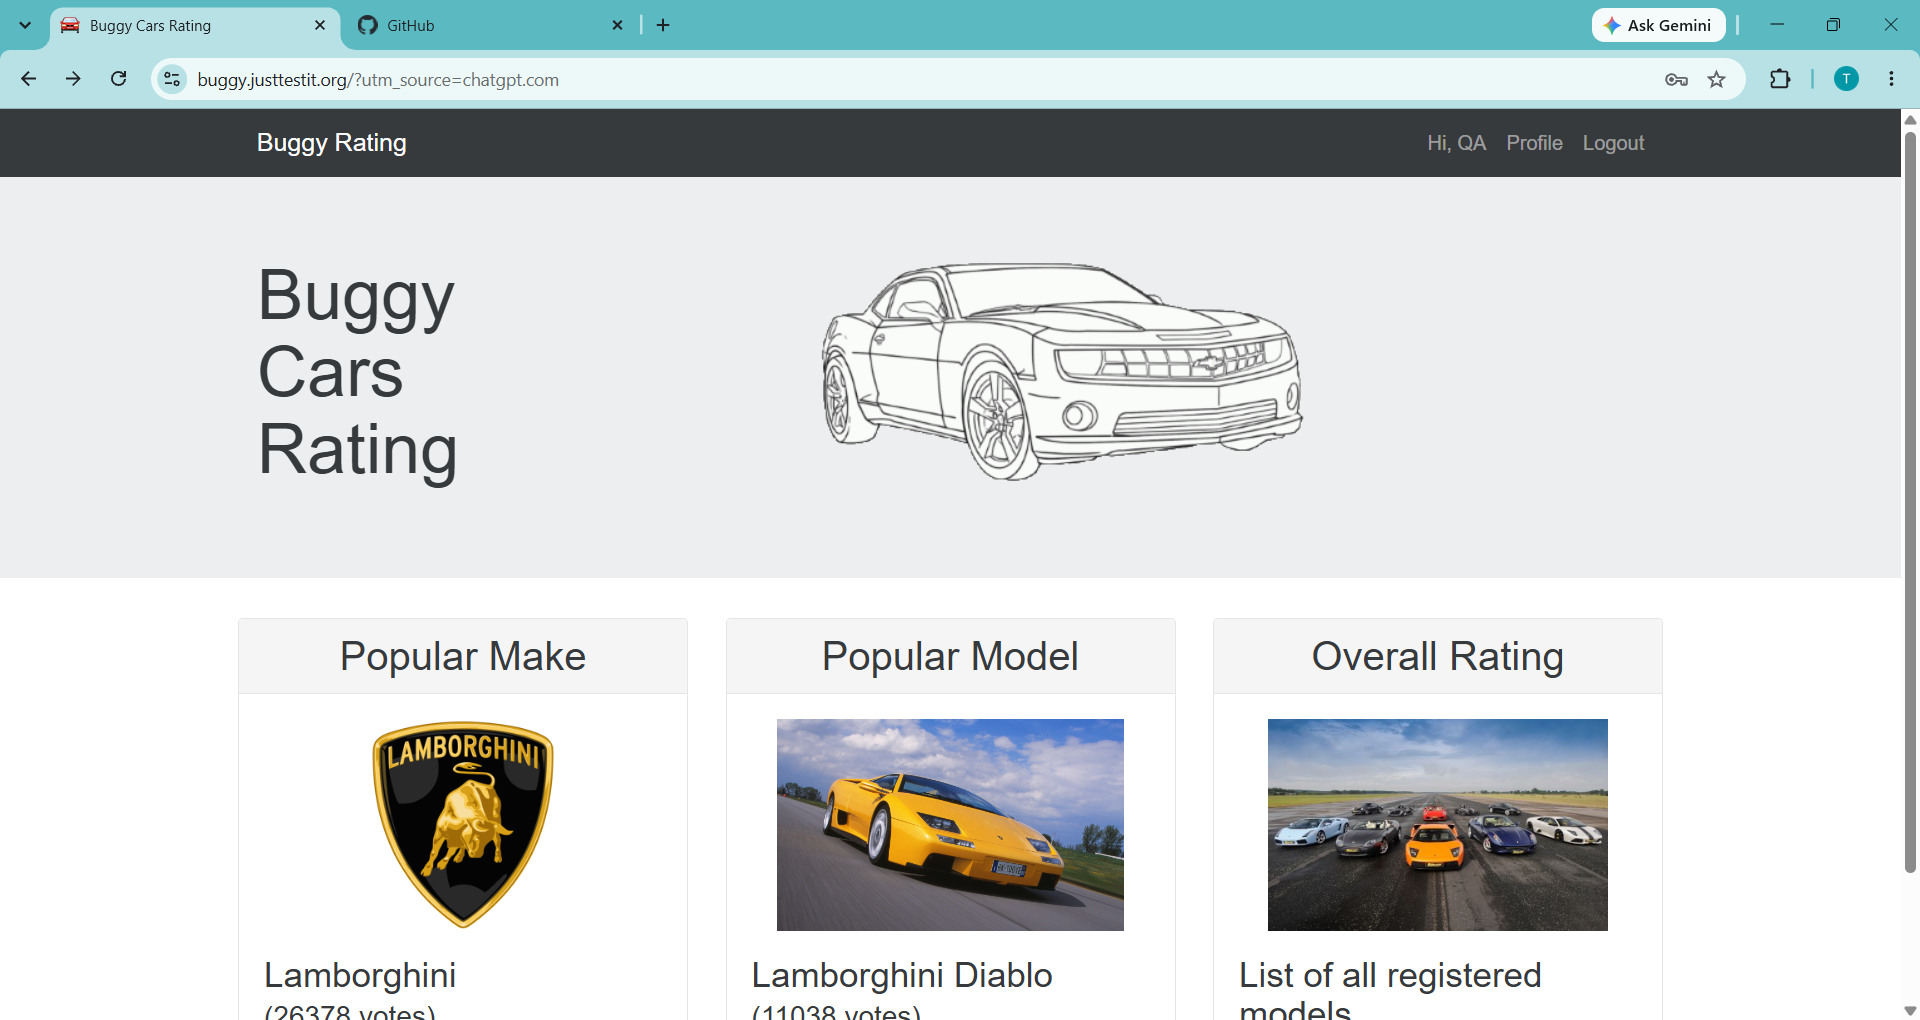 Buggy Cars Rating
GitHub
Ask Gemini
buggy.justtestit.org/?utm_source=chatgpt.com
T
Buggy Rating
Hi, QA
Profile
Logout
Buggy
Cars
Rating
Popular Make
Popular Model
Overall Rating
LAMBORGHINI
Lamborghini
(26378 votes)
Lamborghini Diablo
(11038 votes)
List of all registered
models